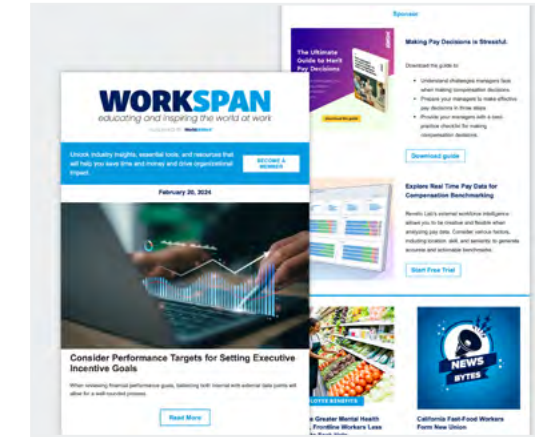 WORKSPAN
educating and inspiring the world at work
Unlock industry insights, essential tools, and resources that
will help you save time and money and drive organizational
impact.
BECOME A
MEMBER
February 20, 2024
Consider Performance Targets for Setting Executive
Incentive Goals
When reviewing financial performance goals, balancing both internal with external data points will
allow for a well-rounded process.
Read More
Sponsor
The Ultimate
Guide to Merit
Pay Decisions
download the guide
Making Pay Decisions is Stressful.
Download the guide to:
• Understand challenges managers face
when making compensation decisions.
• Prepare your managers to make effective
pay decisions in three steps.
• Provide your managers with a best
practice checklist for making
compensation decisions.
Download guide
Explore Real Time Pay Data for
Compensation Benchmarking
Revelio Lab's external workforce intelligence
allows you to be creative and flexible when
analyzing pay data. Consider various factors,
including location, skill, and seniority to generate
accurate and actionable benchmarks.
Start Free Trial
BENEFITS
Greater Mental Health
, Frontline Workers Less
NEWS
BYTES
California Fast-Food Workers
Form New Union